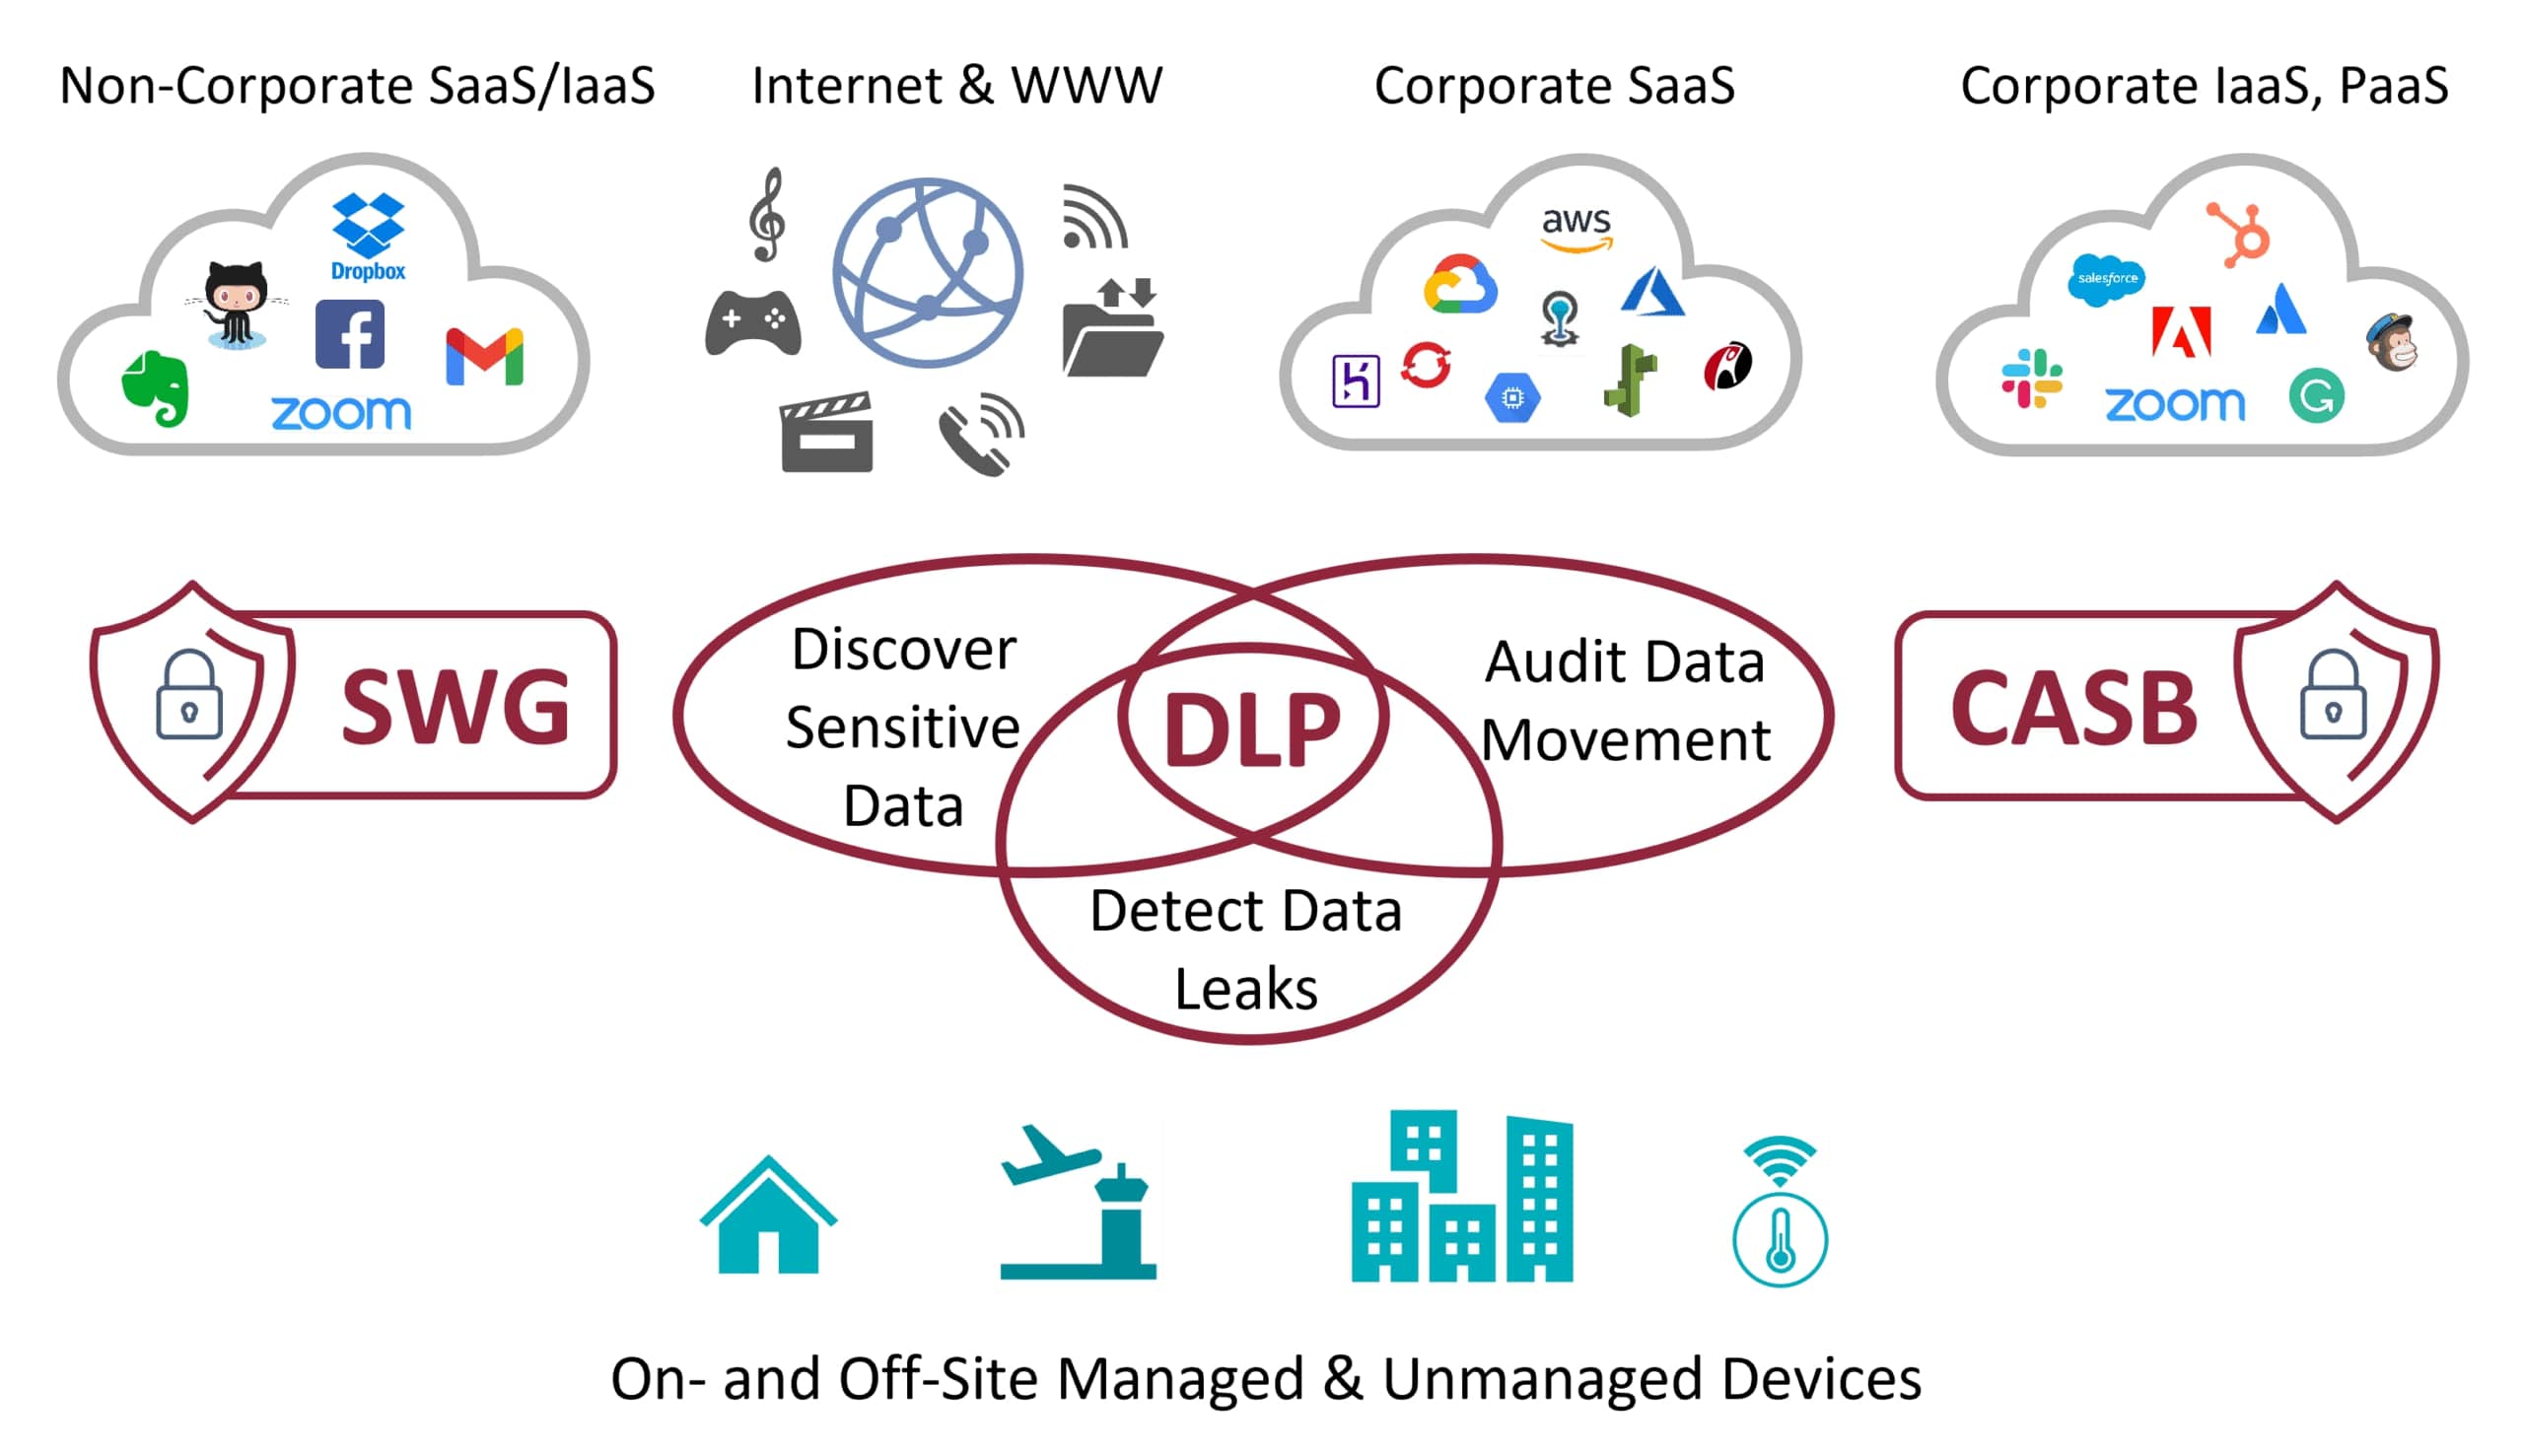 Non-Corporate SaaS/IaaS
Internet & WWW
Corporate SaaS
Corporate IaaS, PaaS
Dropbox
zoom
aws
salesforce
zoom
SWG
Discover
Sensitive
Data
DLP
Audit Data
Movement
CASB
Detect Data
Leaks
On- and Off-Site Managed & Unmanaged Devices